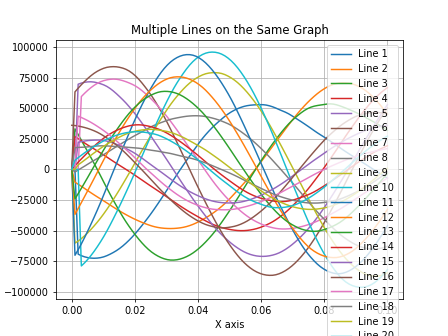 Multiple Lines on the Same Graph
100000
75000
50000
25000
0
−25000
−50000
−75000
−100000
0.00
0.02
0.04
0.06
0.10
X axis
Line 1
Line 2
Line 3
Line 4
Line 5
Line 6
Line 7
Line 8
Line 9
Line 10
Line 11
Line 12
Line 13
Line 14
Line 15
Line 16
Line 17
Line 18
Line 19
Line 20